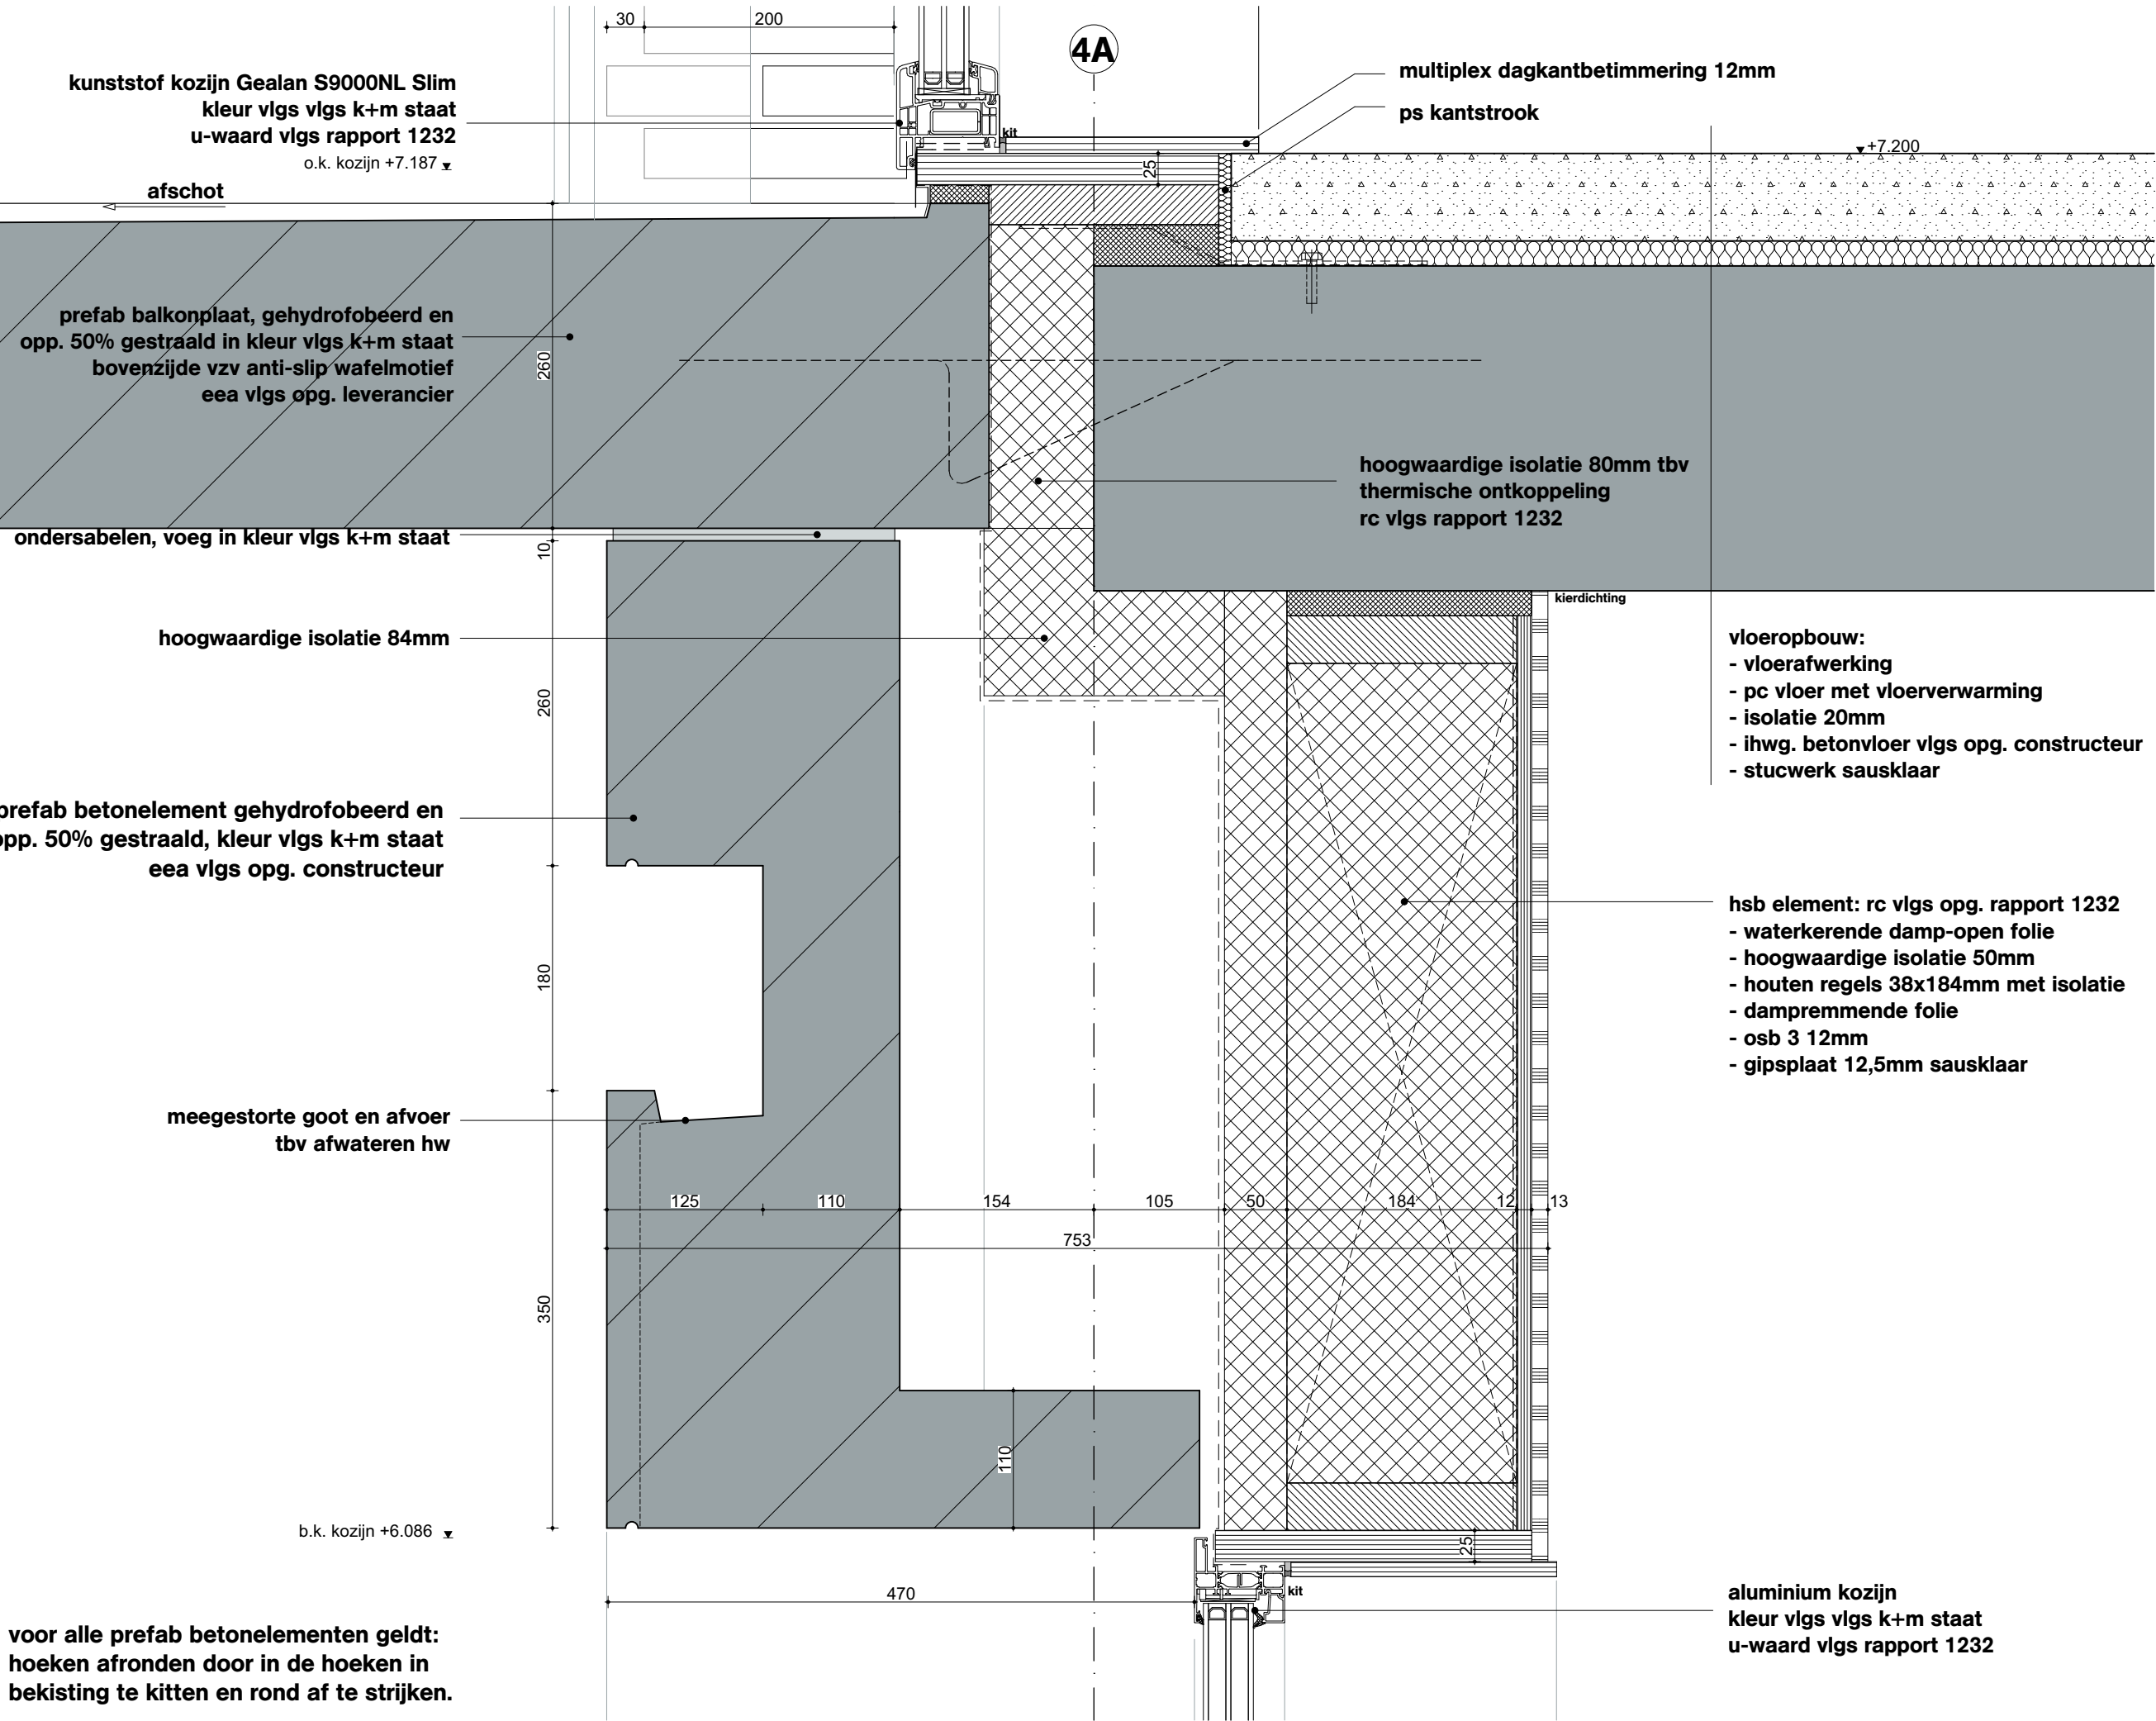 30
200
4A
kunststof kozijn Gealan S9000NL Slim
kleur vlgs vlgs k+m staat
u-waard vlgs rapport 1232
o.k. kozijn +7.187
afschot
kit
25
multiplex dagkantbetimmering 12mm
ps kantstrook
+7.200
prefab balkonplaat, gehydrofobeerd en
opp. 50% gestraald in kleur vlgs k+m staat
bovenzijde vzv anti-slip wafelmotief
eea vlgs opg. leverancier
260
hoogwaardige isolatie 80mm tbv
thermische ontkoppeling
rc vlgs rapport 1232
ondersabelen, voeg in kleur vlgs k+m staat
10
kierdichting
hoogwaardige isolatie 84mm
260
vloeropbouw:
- vloerafwerking
- pc vloer met vloerverwarming
- isolatie 20mm
- ihwg. betonvloer vlgs opg. constructeur
- stucwerk sausklaar
prefab betonelement gehydrofobeerd en
opp. 50% gestraald, kleur vlgs k+m staat
eea vlgs opg. constructeur
180
hsb element: rc vlgs opg. rapport 1232
- waterkerende damp-open folie
- hoogwaardige isolatie 50mm
- houten regels 38x184mm met isolatie
- dampremmende folie
- osb 3 12mm
- gipsplaat 12,5mm sausklaar
meegestorte goot en afvoer
tbv afwateren hw
125
110
154
105
50
184
12
13
753
350
110
b.k. kozijn +6.086
25
470
kit
aluminium kozijn
kleur vlgs vlgs k+m staat
u-waard vlgs rapport 1232
voor alle prefab betonelementen geldt:
hoeken afronden door in de hoeken in
bekisting te kitten en rond af te strijken.